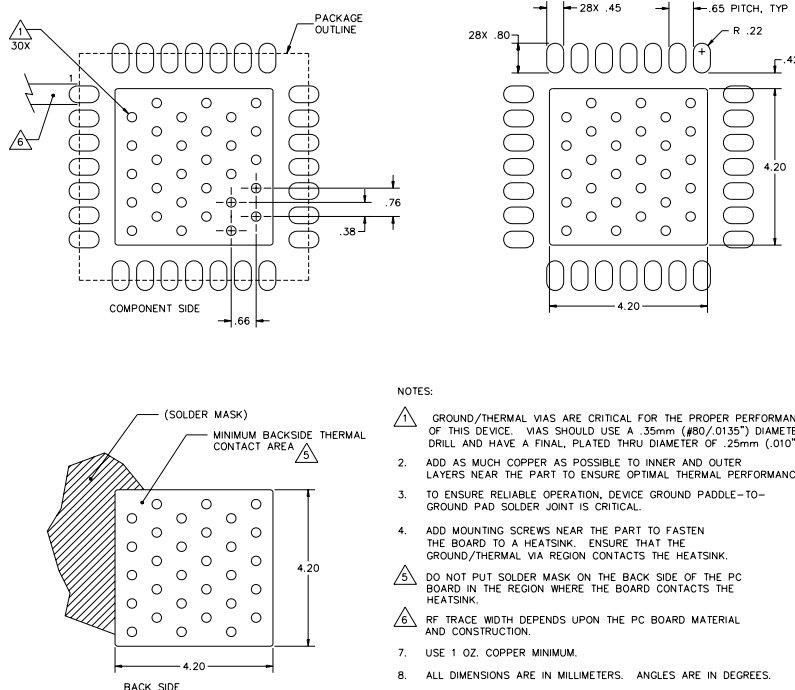 1
30X
PACKAGE
OUTLINE
1
6
.76
.38
.66
COMPONENT SIDE
28X .45
.65 PITCH, TYP
28X .80
R .22
4.20
4.20
(SOLDER MASK)
MINIMUM BACKSIDE THERMAL
CONTACT AREA 5
4.20
4.20
BACK SIDE
NOTES:
1 GROUND/THERMAL VIAS ARE CRITICAL FOR THE PROPER
OF THIS DEVICE. VIAS SHOULD USE A .35mm (#80/.0135")
DRILL AND HAVE A FINAL, PLATED THRU DIAMETER OF .25mm (.010"
2. ADD AS MUCH COPPER AS POSSIBLE TO INNER AND OUTER
LAYERS NEAR THE PART TO ENSURE OPTIMAL THERMAL
3. TO ENSURE RELIABLE OPERATION, DEVICE GROUND PADDLE-TO-
GROUND PAD SOLDER JOINT IS CRITICAL.
4. ADD MOUNTING SCREWS NEAR THE PART TO FASTEN
THE BOARD TO A HEATSINK. ENSURE THAT THE
GROUND/THERMAL VIA REGION CONTACTS THE HEATSINK.
5 DO NOT PUT SOLDER MASK ON THE BACK SIDE OF THE PC
BOARD IN THE REGION WHERE THE BOARD CONTACTS THE
HEATSINK.
6 RF TRACE WIDTH DEPENDS UPON THE PC BOARD MATERIAL
AND CONSTRUCTION.
7. USE 1 OZ. COPPER MINIMUM.
8. ALL DIMENSIONS ARE IN MILLIMETERS. ANGLES ARE IN DEGREES.